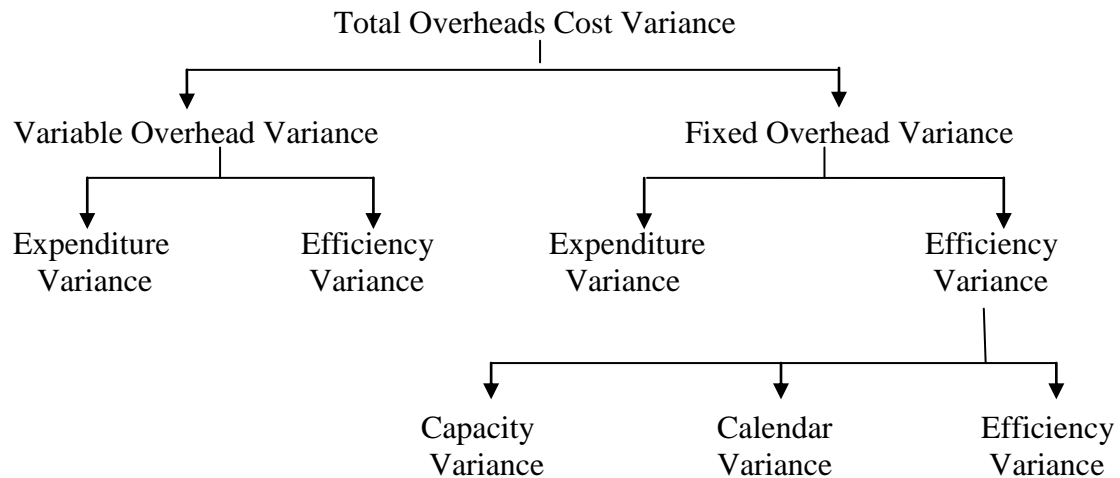 Total Overheads Cost Variance
Variable Overhead Variance
Fixed Overhead Variance
Expenditure
Variance
Efficiency
Variance
Expenditure
Variance
Efficiency
Variance
Capacity
Variance
Calendar
Variance
Efficiency
Variance